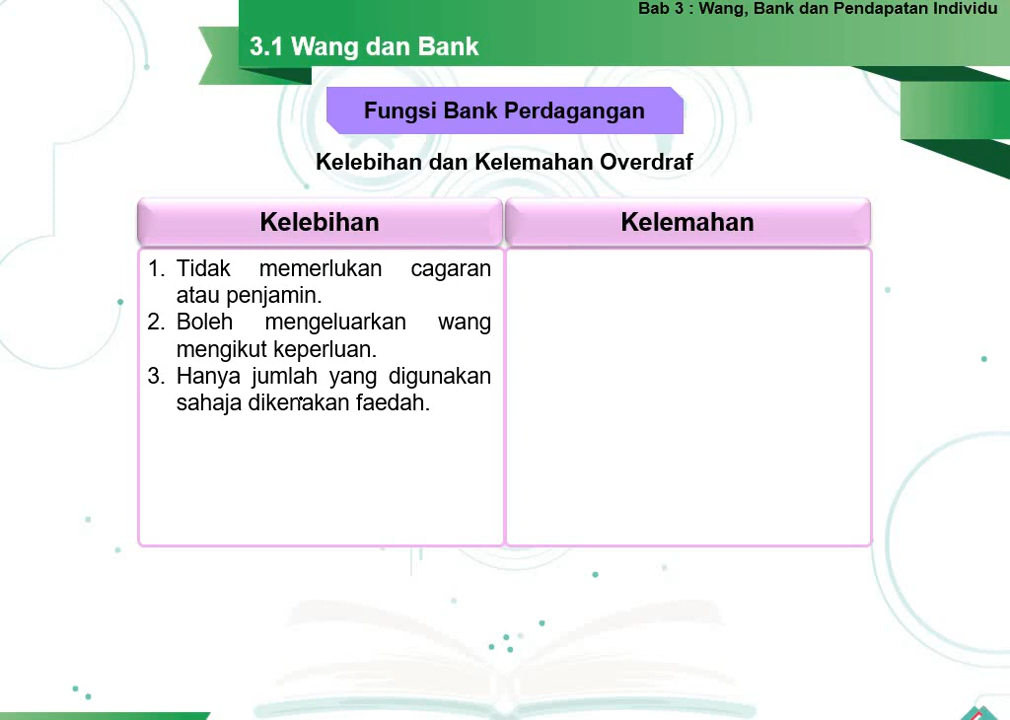 Bab 3 : Wang, Bank dan Pendapatan Individu
3.1 Wang dan Bank
Fungsi Bank Perdagangan
Kelebihan dan Kelemahan Overdraf
Kelebihan
Kelemahan
1. Tidak memerlukan cagaran
atau penjamin.
2. Boleh mengeluarkan wang
mengikut keperluan.
3. Hanya jumlah yang digunakan
sahaja dikenakan faedah.